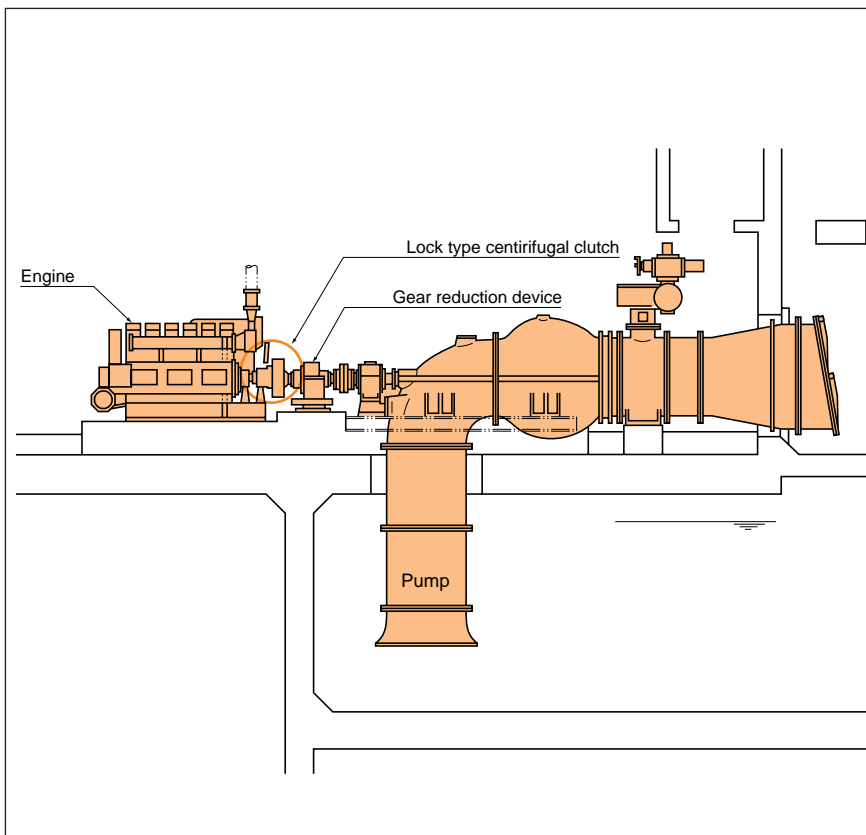 Lock type centirifugal clutch
Engine
Gear reduction device
Pump